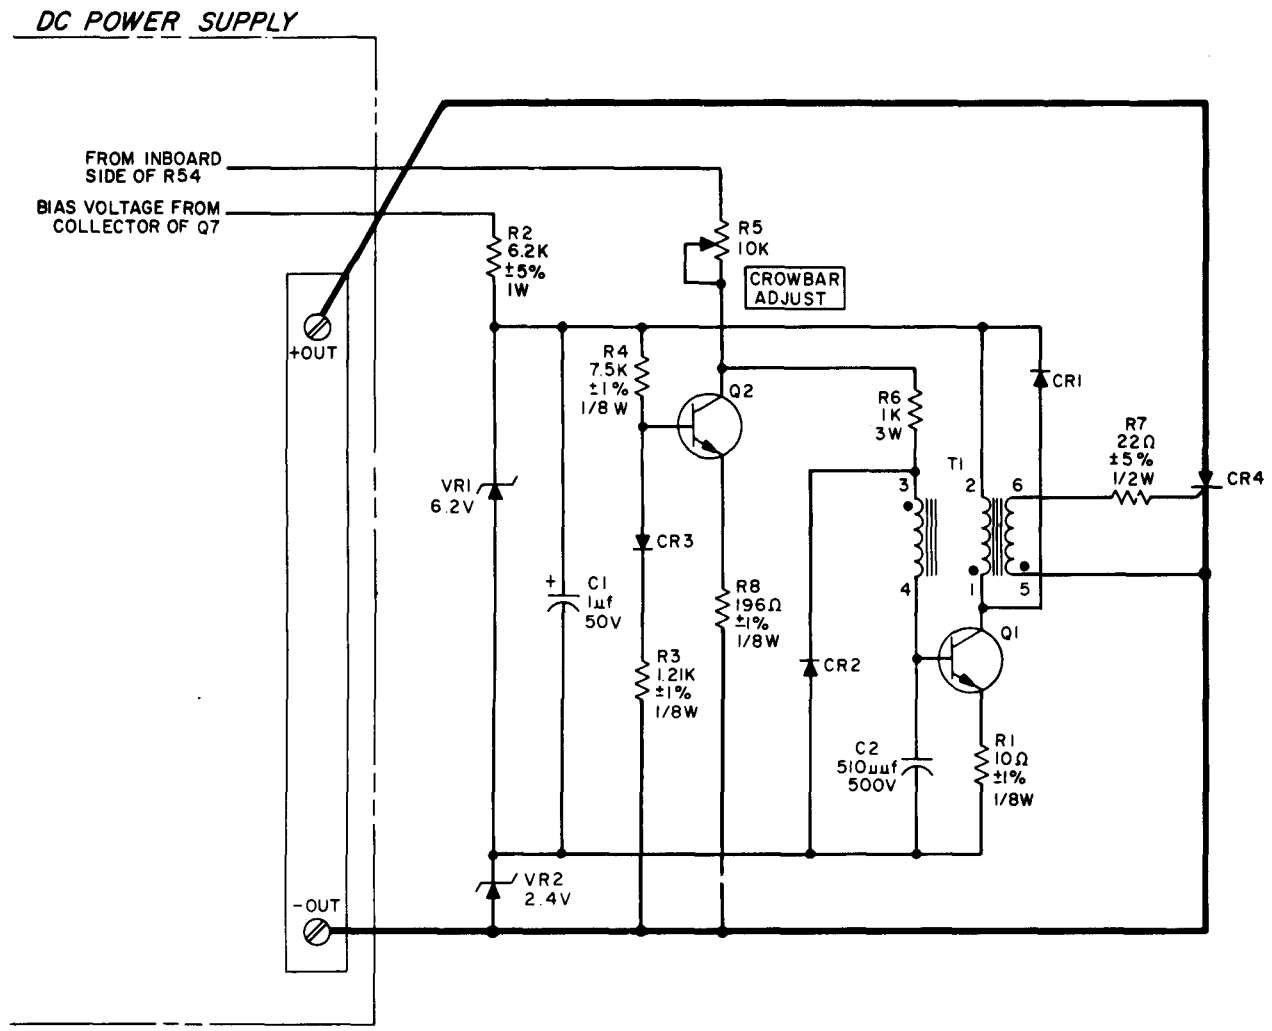 DC POWER SUPPLY
FROM INBOARD
SIDE OF R54
BIAS VOLTAGE FROM
COLLECTOR OF Q7
R2
6.2K
±5%
1W
R5
10K
CROWBAR
ADJUST
+OUT
R4
7.5K
±1%
1/8 W
Q2
R6
1K
3W
CR1
R7
22Ω
±5%
1/2W
CR4
VR1
6.2V
T1
3
2
6
CR3
+
C1
1µf
50V
R8
196Ω
±1%
1/8W
4
1
5
Q1
R3
1.21K
±1%
1/8W
CR2
C2
510µµf
500V
R1
10Ω
±1%
1/8W
VR2
2.4V
-OUT